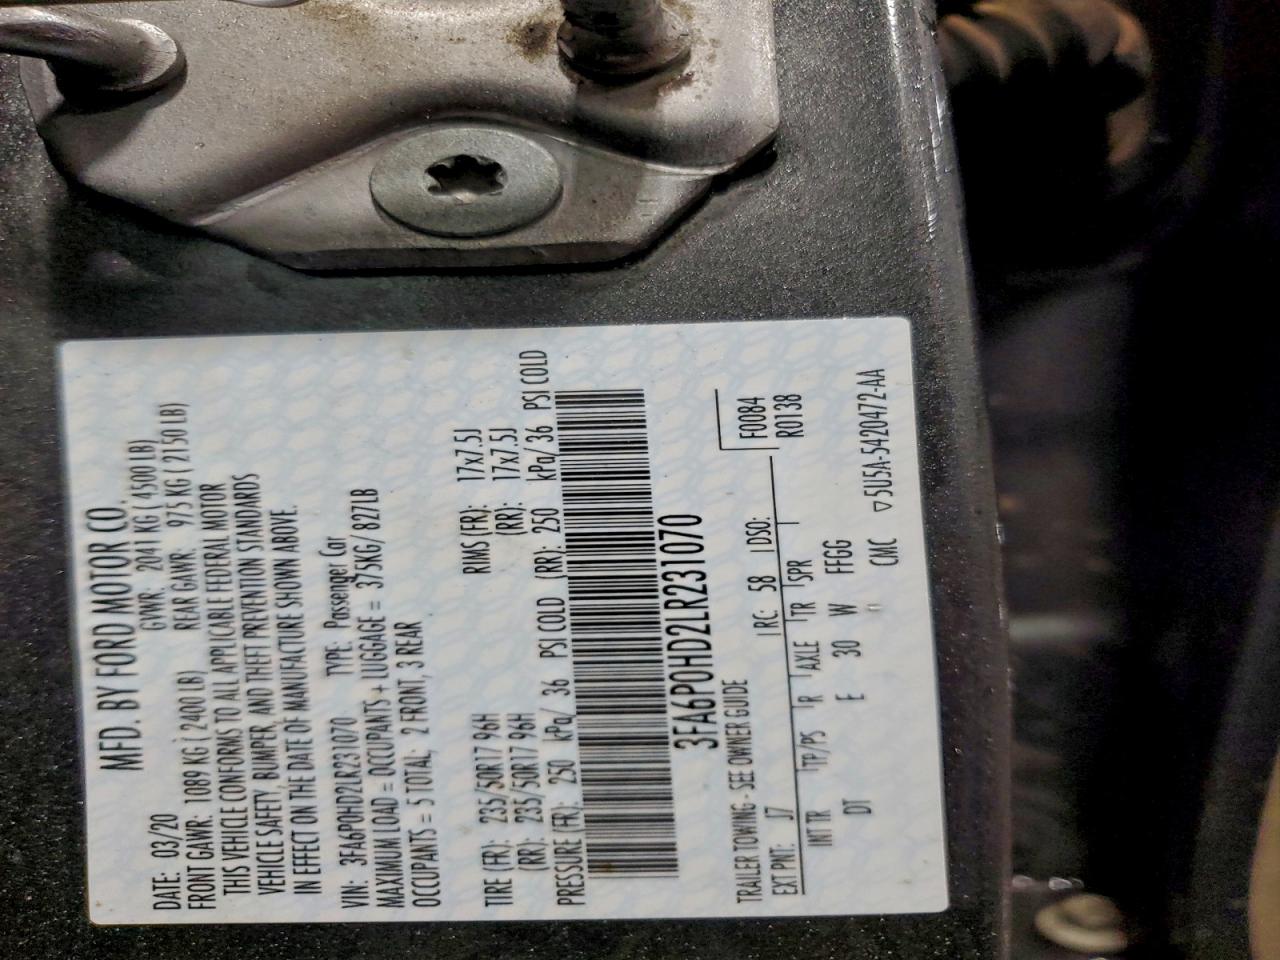 MFD. BY FORD MOTOR CO.
DATE: 03/20 GVWR: 2041 KG ( 4500 LB)
FRONT GAWR: 1089 KG ( 2400 LB) REAR GAWR: 975 KG ( 2150 LB)
THIS VEHICLE CONFORMS TO ALL APPLICABLE FEDERAL MOTOR
VEHICLE SAFETY, BUMPER, AND THEFT PREVENTION STANDARDS
IN EFFECT ON THE DATE OF MANUFACTURE SHOWN ABOVE.
VIN: 3FA6P0HD2LR231070 TYPE: Passenger Car
MAXIMUM LOAD = OCCUPANTS + LUGGAGE = 375KG/ 827LB
OCCUPANTS = 5 TOTAL, 2 FRONT, 3 REAR
TIRE (FR): 235/50R17 96H RIMS (FR): 17x7.5J
(RR): 235/50R17 96H (RR): 17x7.5J
PRESSURE (FR): 250 kPa/ 36 PSI COLD (RR): 250 kPa/ 36 PSI COLD
3FA6P0HD2LR231070
TRAILER TOWING - SEE OWNER GUIDE F0084
EXT PNT: J7 RC: 58 DSO: R0138
INT TR TP/PS R AXLE TR SPR
DT E 30 W FFGG
CMC ▽5U5A-5420472-AA